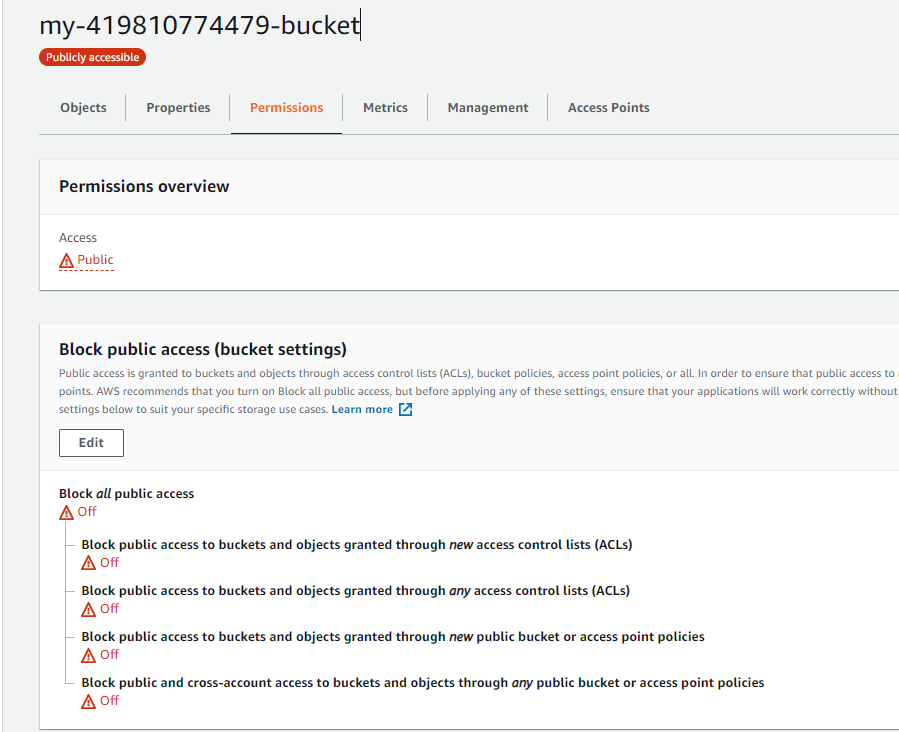 my-419810774479-bucket
Publicly accessible
Objects Properties Permissions Metrics Management Access Points
Permissions overview
Access
Public
Block public access (bucket settings)
Public access is granted to buckets and objects through access control lists (ACLs), bucket policies, access point policies, or all. In order to ensure that public access to
points. AWS recommends that you turn on Block all public access, but before applying any of these settings, ensure that your applications will work correctly without
settings below to suit your specific storage use cases. Learn more
Edit
Block all public access
Off
Block public access to buckets and objects granted through new access control lists (ACLs)
Off
Block public access to buckets and objects granted through any access control lists (ACLs)
Off
Block public access to buckets and objects granted through new public bucket or access point policies
Off
Block public and cross-account access to buckets and objects through any public bucket or access point policies
Off